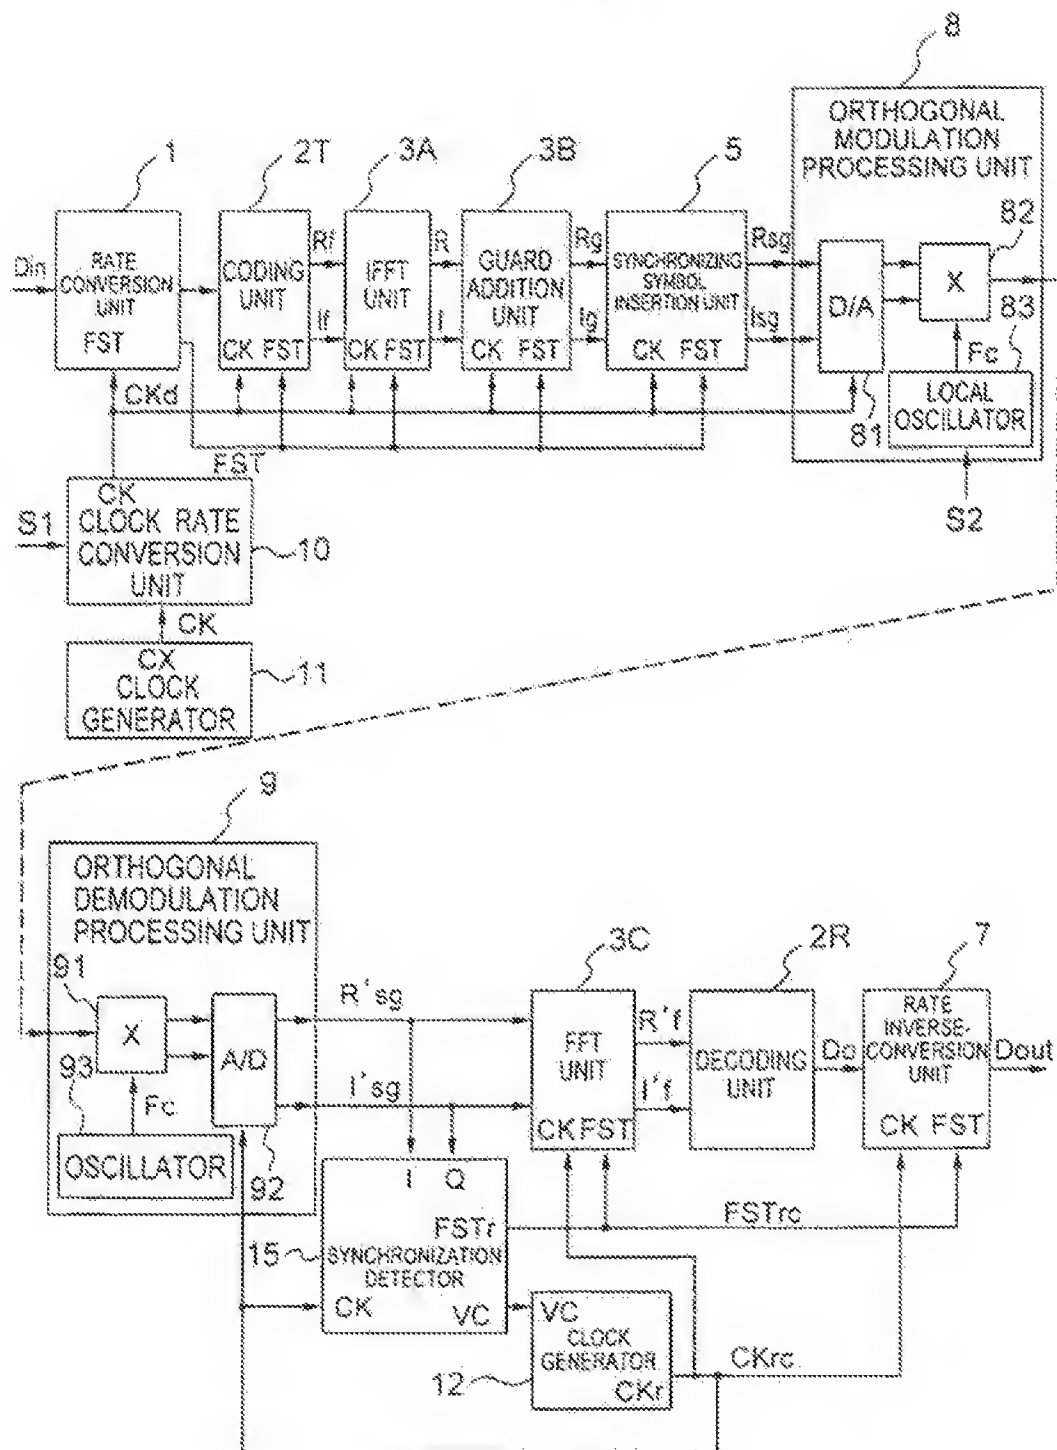 8
ORTHOGONAL
MODULATION
PROCESSING UNIT
1
2T
3A
3B
5
82
Din
RATE
CONVERSION
UNIT
FST
CODING
UNIT
CK FST
Rf
If
IFFT
UNIT
CK FST
R
I
GUARD
ADDITION
UNIT
CK FST
Rg
Ig
SYNCHRONIZING
SYMBOL
INSERTION UNIT
CK FST
Rsg
Isg
D/A
X
83
Fc
LOCAL
OSCILLATOR
81
CKd
FST
S2
S1
CK
CLOCK RATE
CONVERSION
UNIT
10
CK
CX
CLOCK
GENERATOR
11
9
ORTHOGONAL
DEMODULATION
PROCESSING UNIT
91
X
93
Fc
A/D
OSCILLATOR
92
R'sg
I'sg
3C
FFT
UNIT
CK FST
R'f
I'f
2R
DECODING
UNIT
Do
7
RATE
INVERSE-
CONVERSION
UNIT
CK FST
Dout
I Q
FSTr
15
SYNCHRONIZATION
DETECTOR
CK
VC
FSTrc
VC
CLOCK
GENERATOR
CKr
12
CKrc